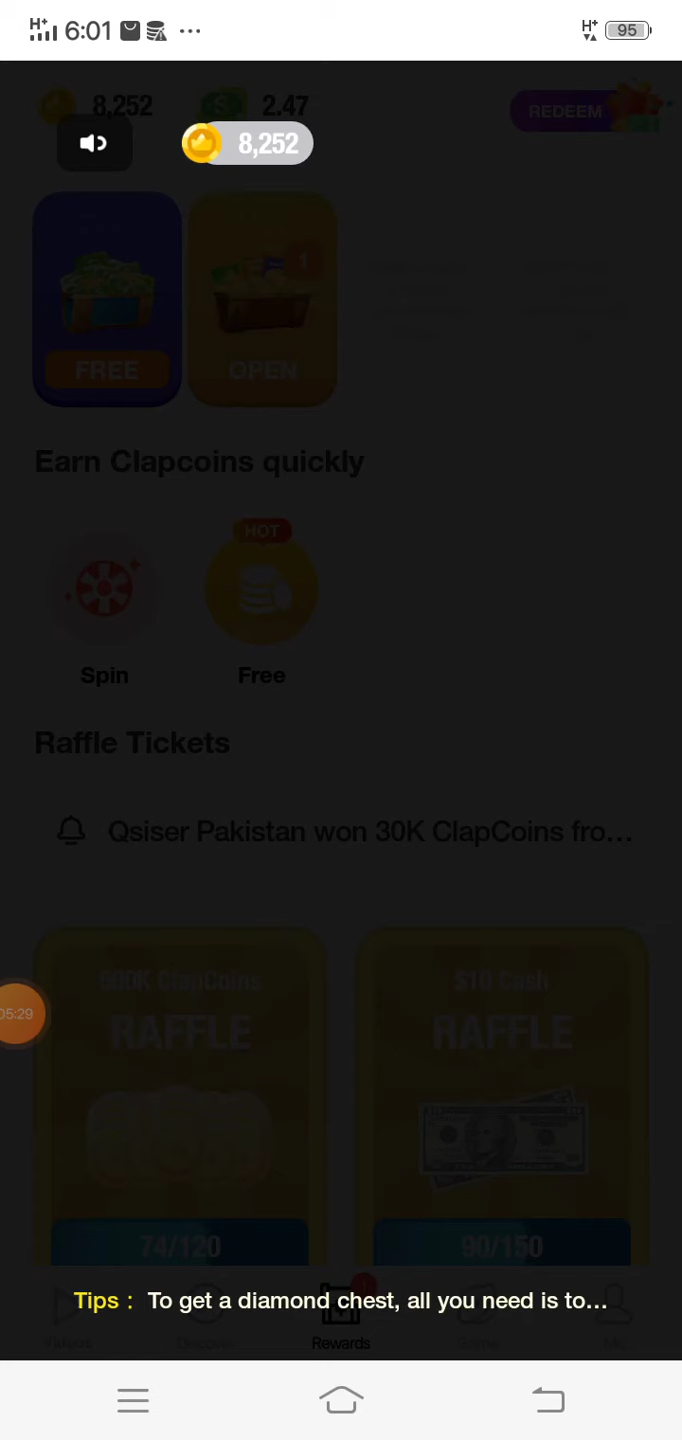 H+ 6:01 ... H+ 95
8,252 2.47 REDEEM
8,252
1
FREE OPEN
Earn Clapcoins quickly
HOT
Spin Free
Raffle Tickets
Qsiser Pakistan won 30K ClapCoins fro...
$10 Cash
RAFFLE RAFFLE
05:29
74/120 90/150
Tips : To get a diamond chest, all you need is to...
Rewards